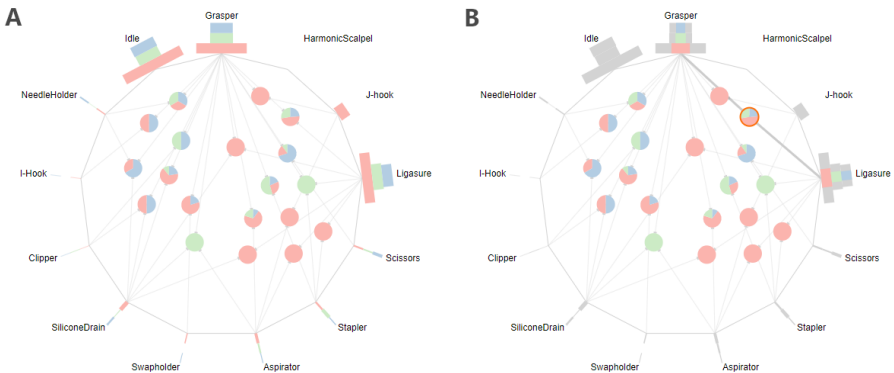 A
Grasper
Idle
HarmonicScalpel
NeedleHolder
J-hook
I-Hook
Ligasure
Clipper
Scissors
SiliconeDrain
Stapler
Swapholder
Aspirator
B
Grasper
Idle
HarmonicScalpel
NeedleHolder
J-hook
I-Hook
Ligasure
Clipper
Scissors
SiliconeDrain
Stapler
Swapholder
Aspirator